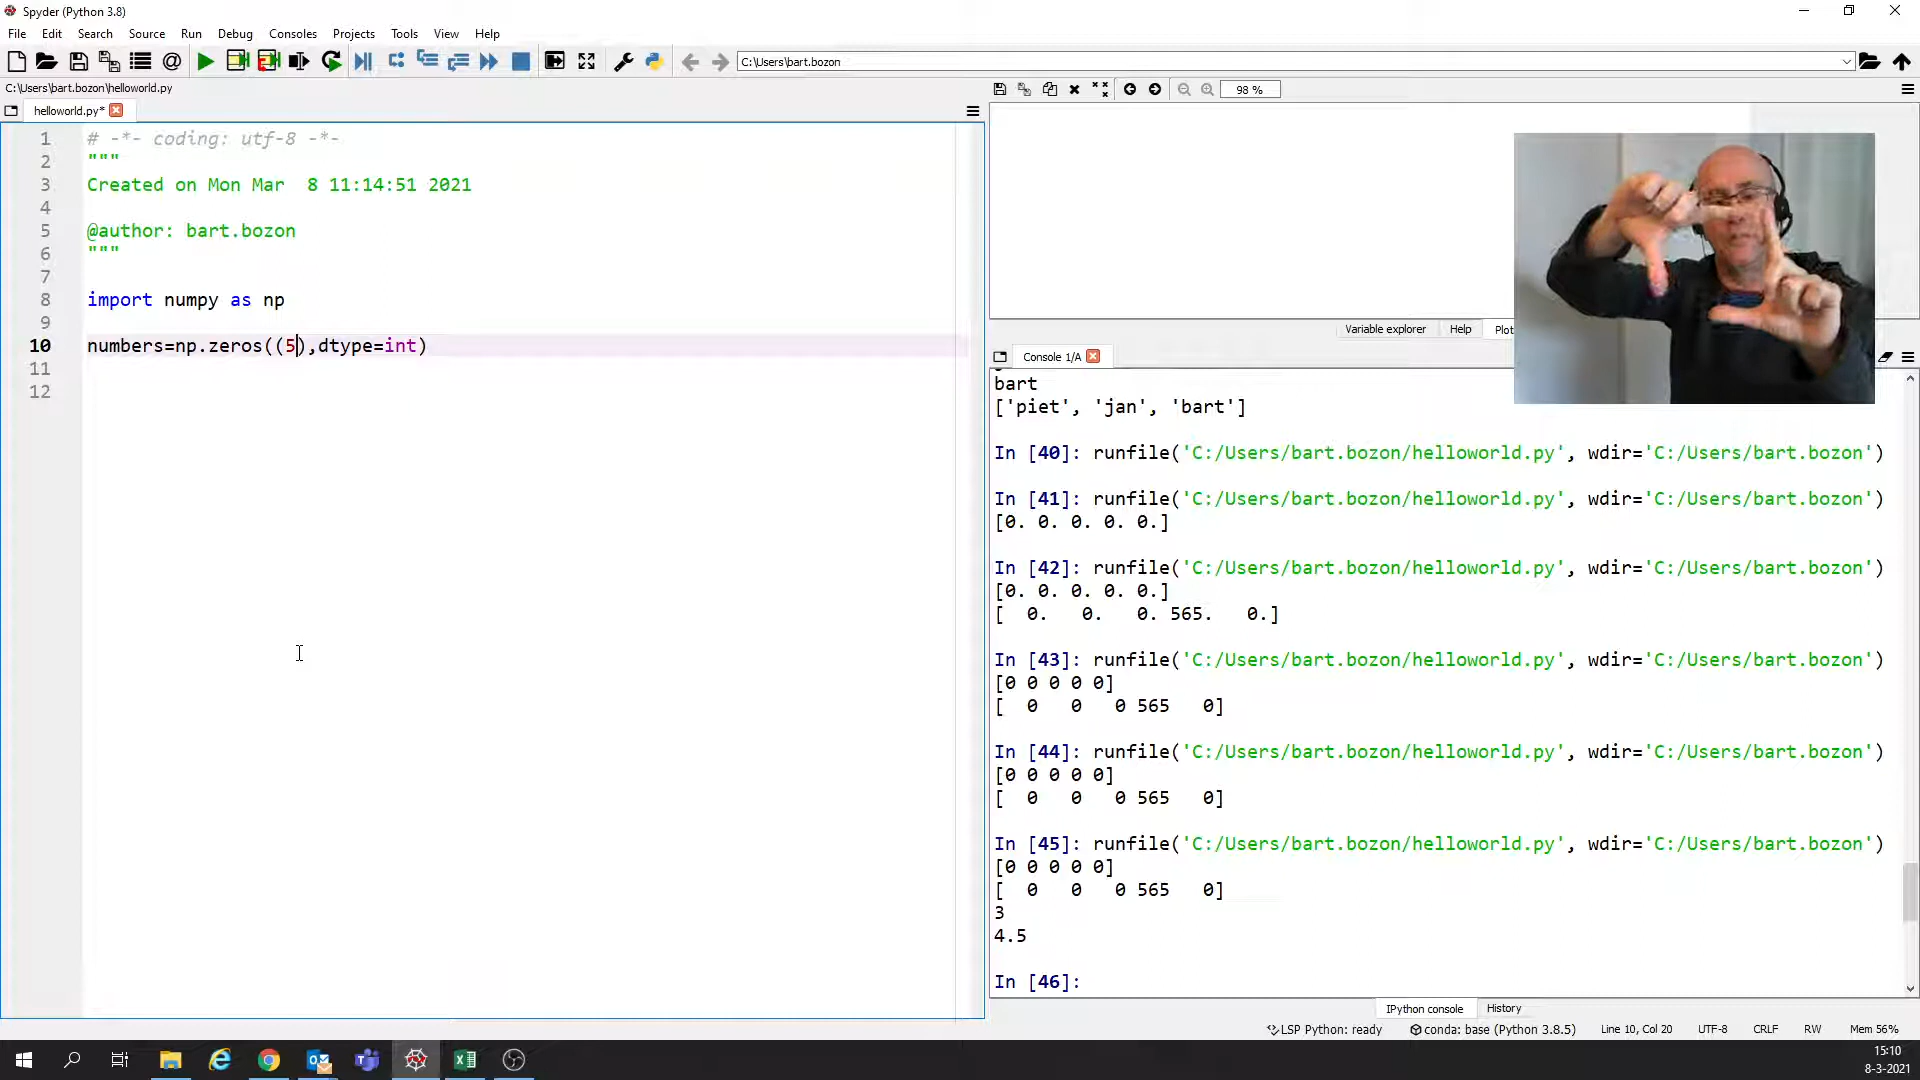 Spyder (Python 3.8)
File Edit Search Source Run Debug Consoles Projects Tools View Help
C:\Users\bart.bozon
C:\Users\bart.bozon\helloworld.py
helloworld.py*
98 %
1 # -*- coding: utf-8 -*-
2 """
3 Created on Mon Mar  8 11:14:51 2021
4
5 @author: bart.bozon
6 """
7
8 import numpy as np
9
10 numbers=np.zeros((5),dtype=int)
11
12
Variable explorer Help Plot
Console 1/A
bart
['piet', 'jan', 'bart']
In [40]: runfile('C:/Users/bart.bozon/helloworld.py', wdir='C:/Users/bart.bozon')
In [41]: runfile('C:/Users/bart.bozon/helloworld.py', wdir='C:/Users/bart.bozon')
[0. 0. 0. 0. 0.]
In [42]: runfile('C:/Users/bart.bozon/helloworld.py', wdir='C:/Users/bart.bozon')
[0. 0. 0. 0. 0.]
[  0.   0.   0. 565.   0.]
In [43]: runfile('C:/Users/bart.bozon/helloworld.py', wdir='C:/Users/bart.bozon')
[0 0 0 0 0]
[  0   0   0 565   0]
In [44]: runfile('C:/Users/bart.bozon/helloworld.py', wdir='C:/Users/bart.bozon')
[0 0 0 0 0]
[  0   0   0 565   0]
In [45]: runfile('C:/Users/bart.bozon/helloworld.py', wdir='C:/Users/bart.bozon')
[0 0 0 0 0]
[  0   0   0 565   0]
3
4.5
In [46]:
IPython console History
LSP Python: ready conda: base (Python 3.8.5) Line 10, Col 20 UTF-8 CRLF RW Mem 56%
15:10
8-3-2021